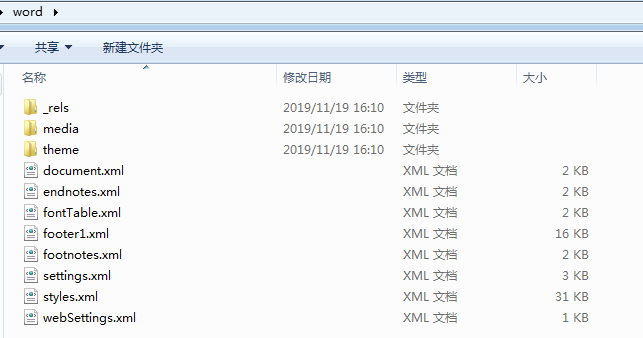 word
共享 新建文件夹
名称 修改日期 类型 大小
_rels 2019/11/19 16:10 文件夹
media 2019/11/19 16:10 文件夹
theme 2019/11/19 16:10 文件夹
document.xml XML 文档 2 KB
endnotes.xml XML 文档 2 KB
fontTable.xml XML 文档 2 KB
footer1.xml XML 文档 16 KB
footnotes.xml XML 文档 2 KB
settings.xml XML 文档 3 KB
styles.xml XML 文档 31 KB
webSettings.xml XML 文档 1 KB